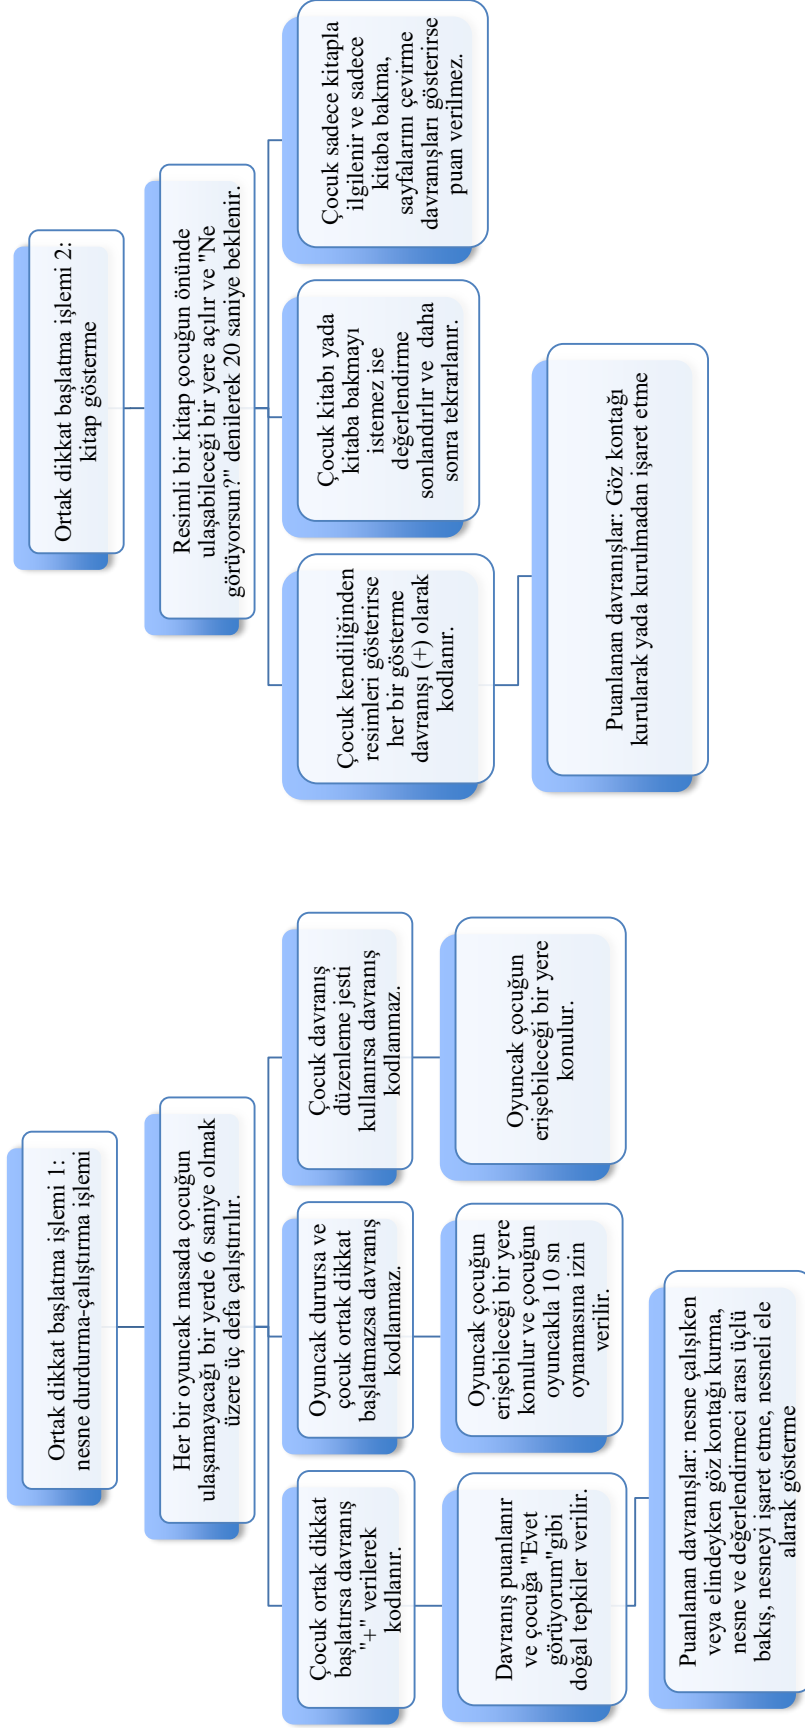 Ortak dikkat başlatma işlemi 1:
nesne durdurma-çalıştırma işlemi
Her bir oyuncak masada çocuğun
ulaşamayacağı bir yerde 6 saniye olmak
üzere üç defa çalıştırılır.
Çocuk ortak dikkat
başlatırsa davranış
"+" verilerek
kodlanır.
Davranış puanlanır
ve çocuğa "Evet
görüyorum"gibi
doğal tepkiler verilir.
Puanlanan davranışlar: nesne çalışıken
veya elindeyken göz kontağı kurma,
nesne ve değerlendirmeci arası üçlü
bakış, nesneyi işaret etme, nesneli ele
alarak gösterme
Oyuncak durursa ve
çocuk ortak dikkat
başlatmazsa davranış
kodlanmaz.
Oyuncak çocuğun
erişebileceği bir yere
konulur ve çocuğun
oyuncakla 10 sn
oynamasına izin
verilir.
Çocuk davranış
düzenleme jesti
kullanırsa davranış
kodlanmaz.
Oyuncak çocuğun
erişebileceği bir yere
konulur.
Ortak dikkat başlatma işlemi 2:
kitap gösterme
Resimli bir kitap çocuğun önünde
ulaşabileceği bir yere açılır ve "Ne
görüyorsun?" denilerek 20 saniye beklenir.
Çocuk kendiliğinden
resimleri gösterirse
her bir gösterme
davranışı (+) olarak
kodlanır.
Puanlanan davranışlar: Göz kontağı
kurularak yada kurulmadan işaret etme
Çocuk kitabı yada
kitaba bakmayı
istemez ise
değerlendirme
sonlandırlır ve daha
sonra tekrarlanır.
Çocuk sadece kitapla
ilgilenir ve sadece
kitaba bakma,
sayfalarını çevirme
davranışları gösterirse
puan verilmez.